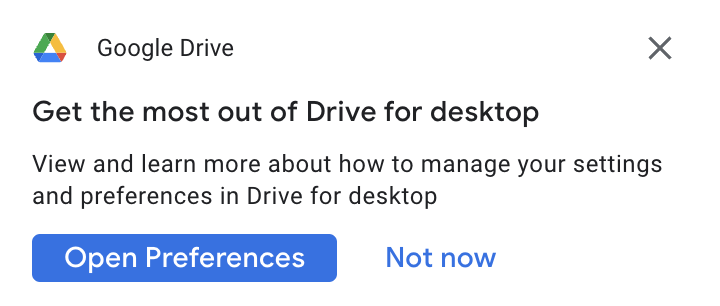 Google Drive
Get the most out of Drive for desktop
View and learn more about how to manage your settings
and preferences in Drive for desktop
Open Preferences
Not now